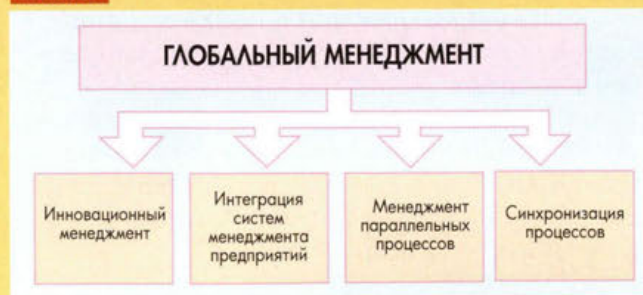 ГЛОБАЛЬНЫЙ МЕНЕДЖМЕНТ
Инновационный
менеджмент
Интеграция
систем
менеджмента
предприятий
Менеджмент
параллельных
процессов
Синхронизация
процессов